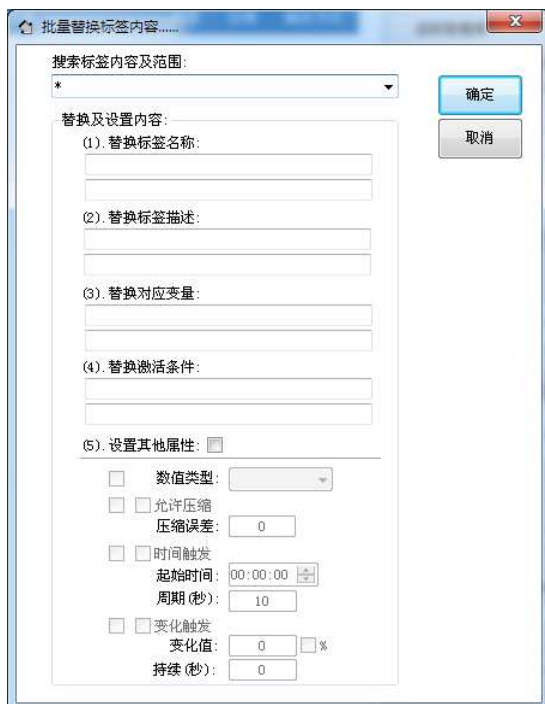 批量替换标签内容......
搜索标签内容及范围:
*
确定
取消
替换及设置内容:
(1).替换标签名称:
(2).替换标签描述:
(3).替换对应变量:
(4).替换激活条件:
(5).设置其他属性:
数值类型:
允许压缩
压缩误差: 0
时间触发
起始时间: 00:00:00
周期(秒): 10
变化触发
变化值: 0 %
持续(秒): 0